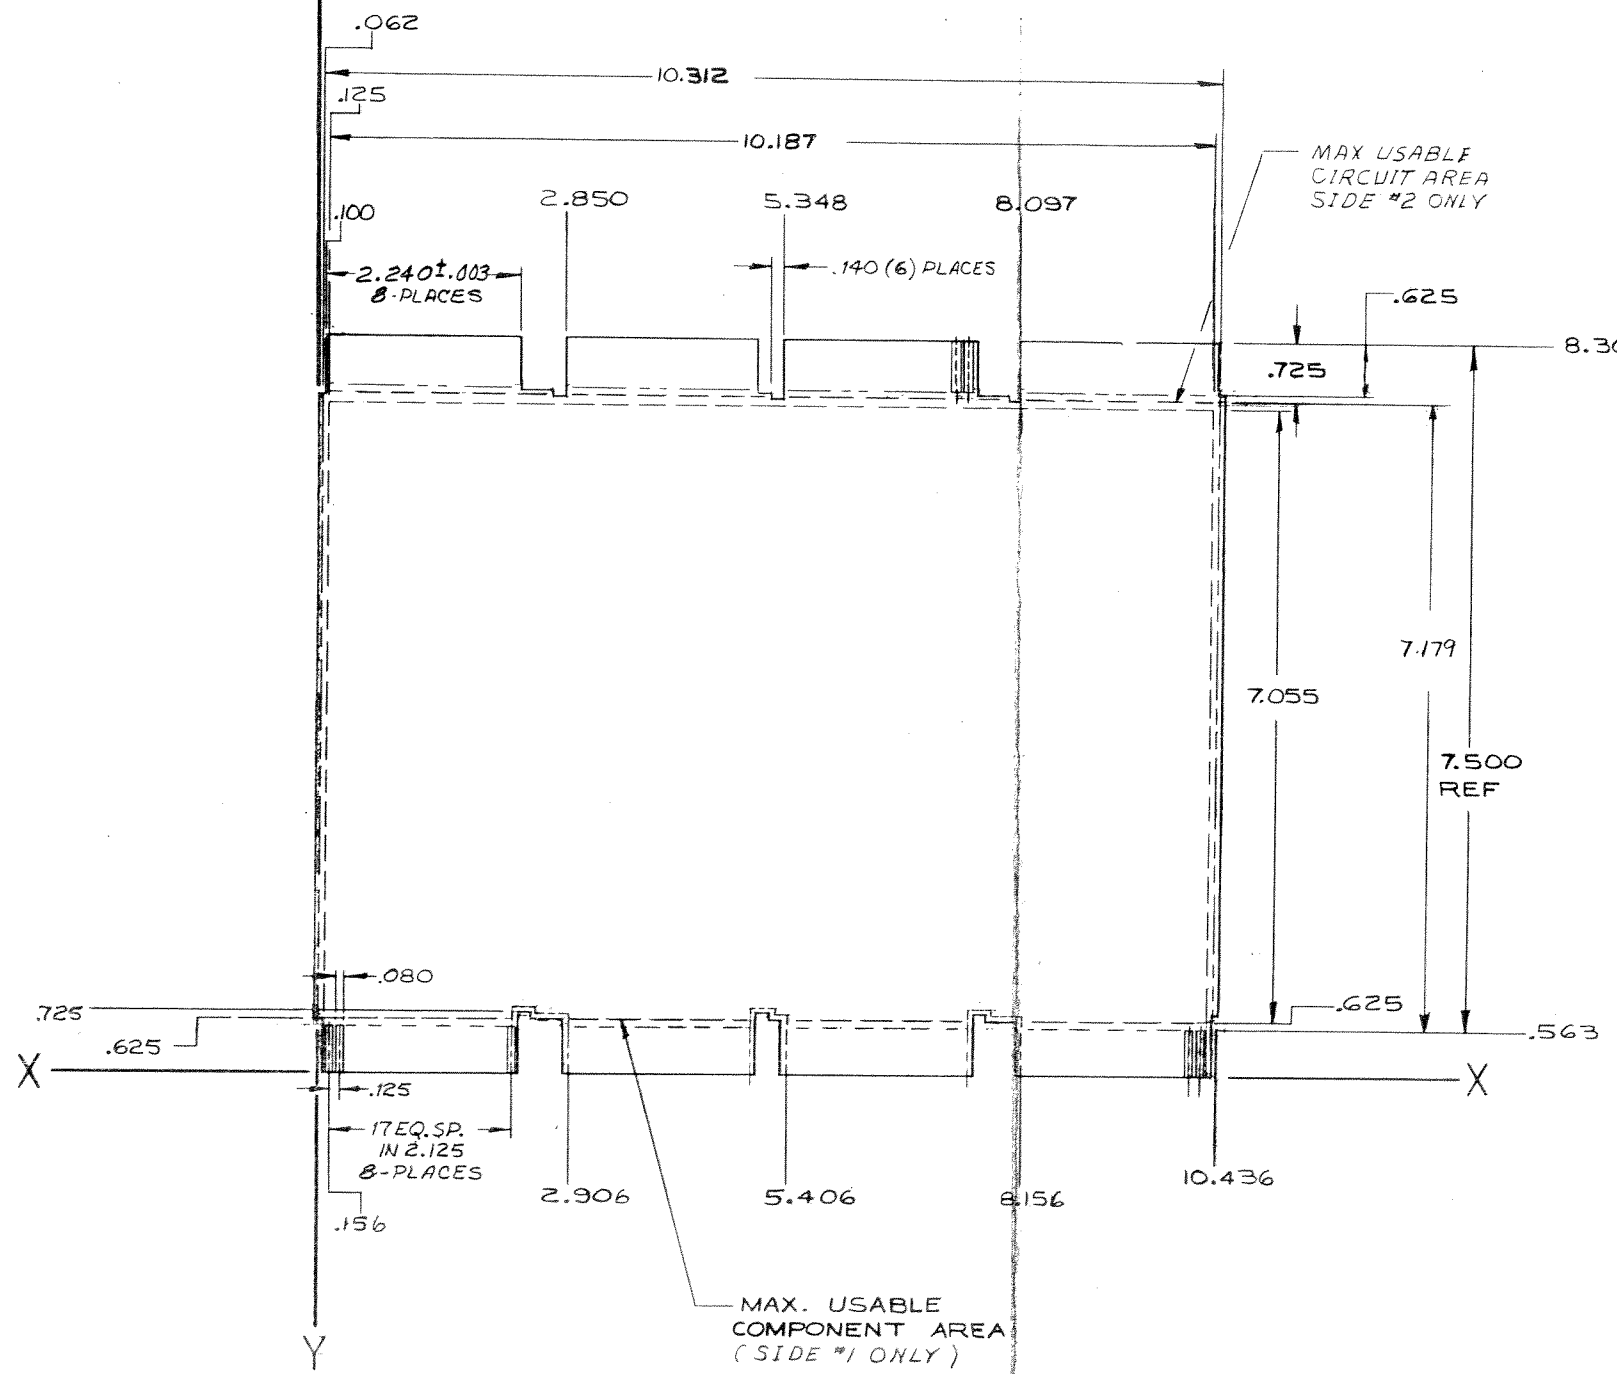 .062
10.312
.125
10.187
MAX USABLE
CIRCUIT AREA
SIDE #2 ONLY
2.850
5.348
8.097
.100
2.240±.003
8-PLACES
.140 (6) PLACES
.625
8.3
.725
7.179
7.055
7.500
REF
.080
.725
.625
.625
.563
X
X
.125
17 EQ. SP.
IN 2.125
8-PLACES
2.906
5.406
8.156
10.436
.156
MAX. USABLE
COMPONENT AREA
(SIDE #1 ONLY)
Y